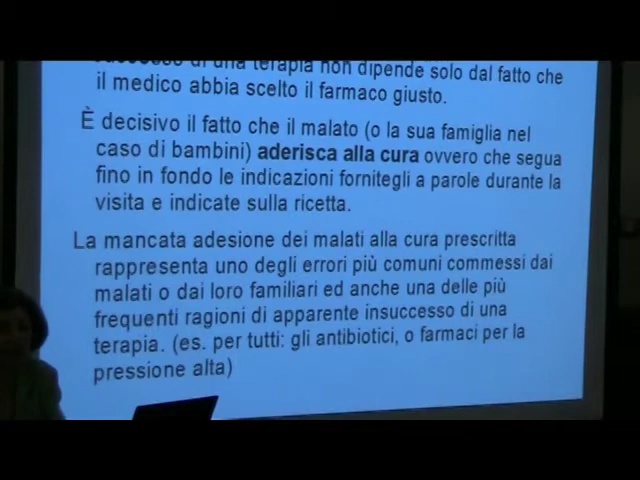 successo di una terapia non dipende solo dal fatto che
il medico abbia scelto il farmaco giusto.
È decisivo il fatto che il malato (o la sua famiglia nel
caso di bambini) aderisca alla cura ovvero che segua
fino in fondo le indicazioni fornitegli a parole durante la
visita e indicate sulla ricetta.
La mancata adesione dei malati alla cura prescritta
rappresenta uno degli errori più comuni commessi dai
malati o dai loro familiari ed anche una delle più
frequenti ragioni di apparente insuccesso di una
terapia. (es. per tutti: gli antibiotici, o farmaci per la
pressione alta)